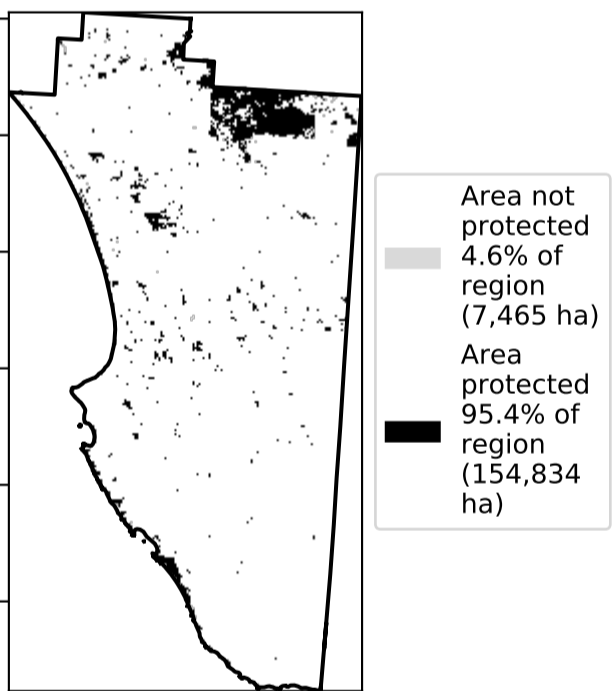 Area not
protected
4.6% of
region
(7,465 ha)
Area
protected
95.4% of
region
(154,834
ha)